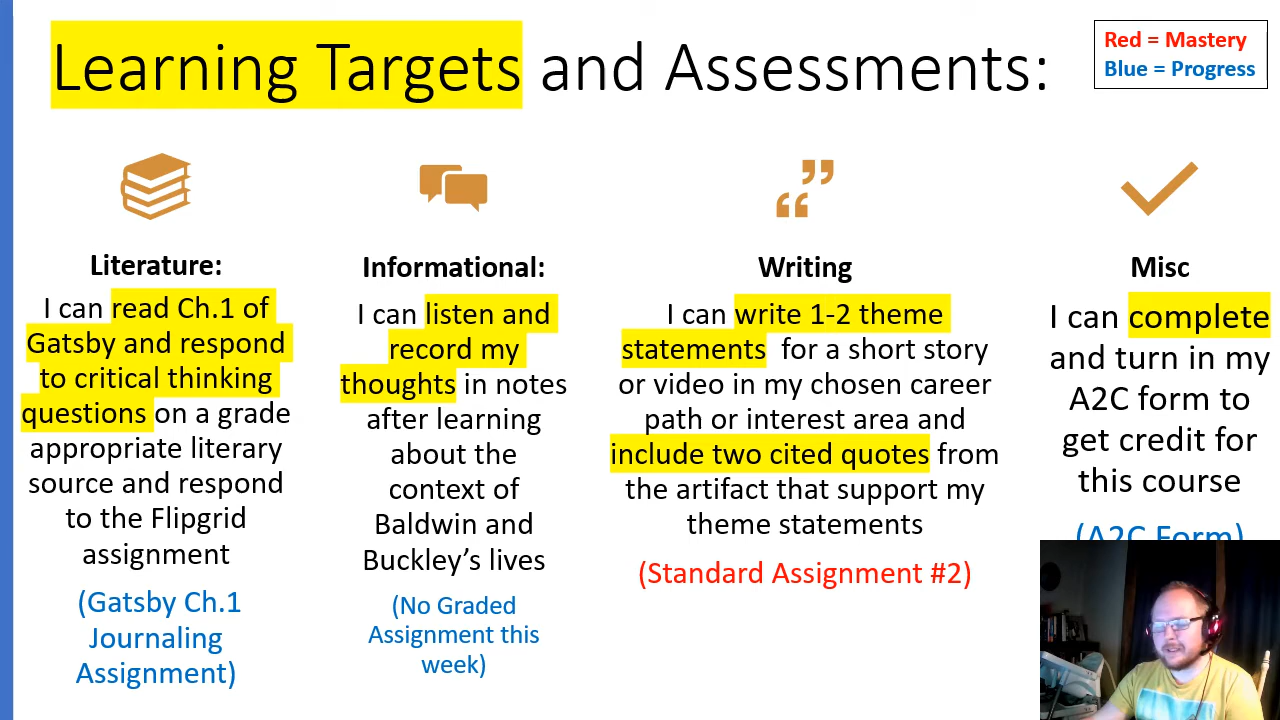 Learning Targets and Assessments:
Red = Mastery
Blue = Progress
Literature:
I can read Ch.1 of
Gatsby and respond
to critical thinking
questions on a grade
appropriate literary
source and respond
to the Flipgrid
assignment
(Gatsby Ch.1
Journaling
Assignment)
Informational:
I can listen and
record my
thoughts in notes
after learning
about the
context of
Baldwin and
Buckley’s lives
(No Graded
Assignment this
week)
Writing
I can write 1-2 theme
statements for a short story
or video in my chosen career
path or interest area and
include two cited quotes from
the artifact that support my
theme statements
(Standard Assignment #2)
Misc
I can complete
and turn in my
A2C form to
get credit for
this course
(A2C Form)